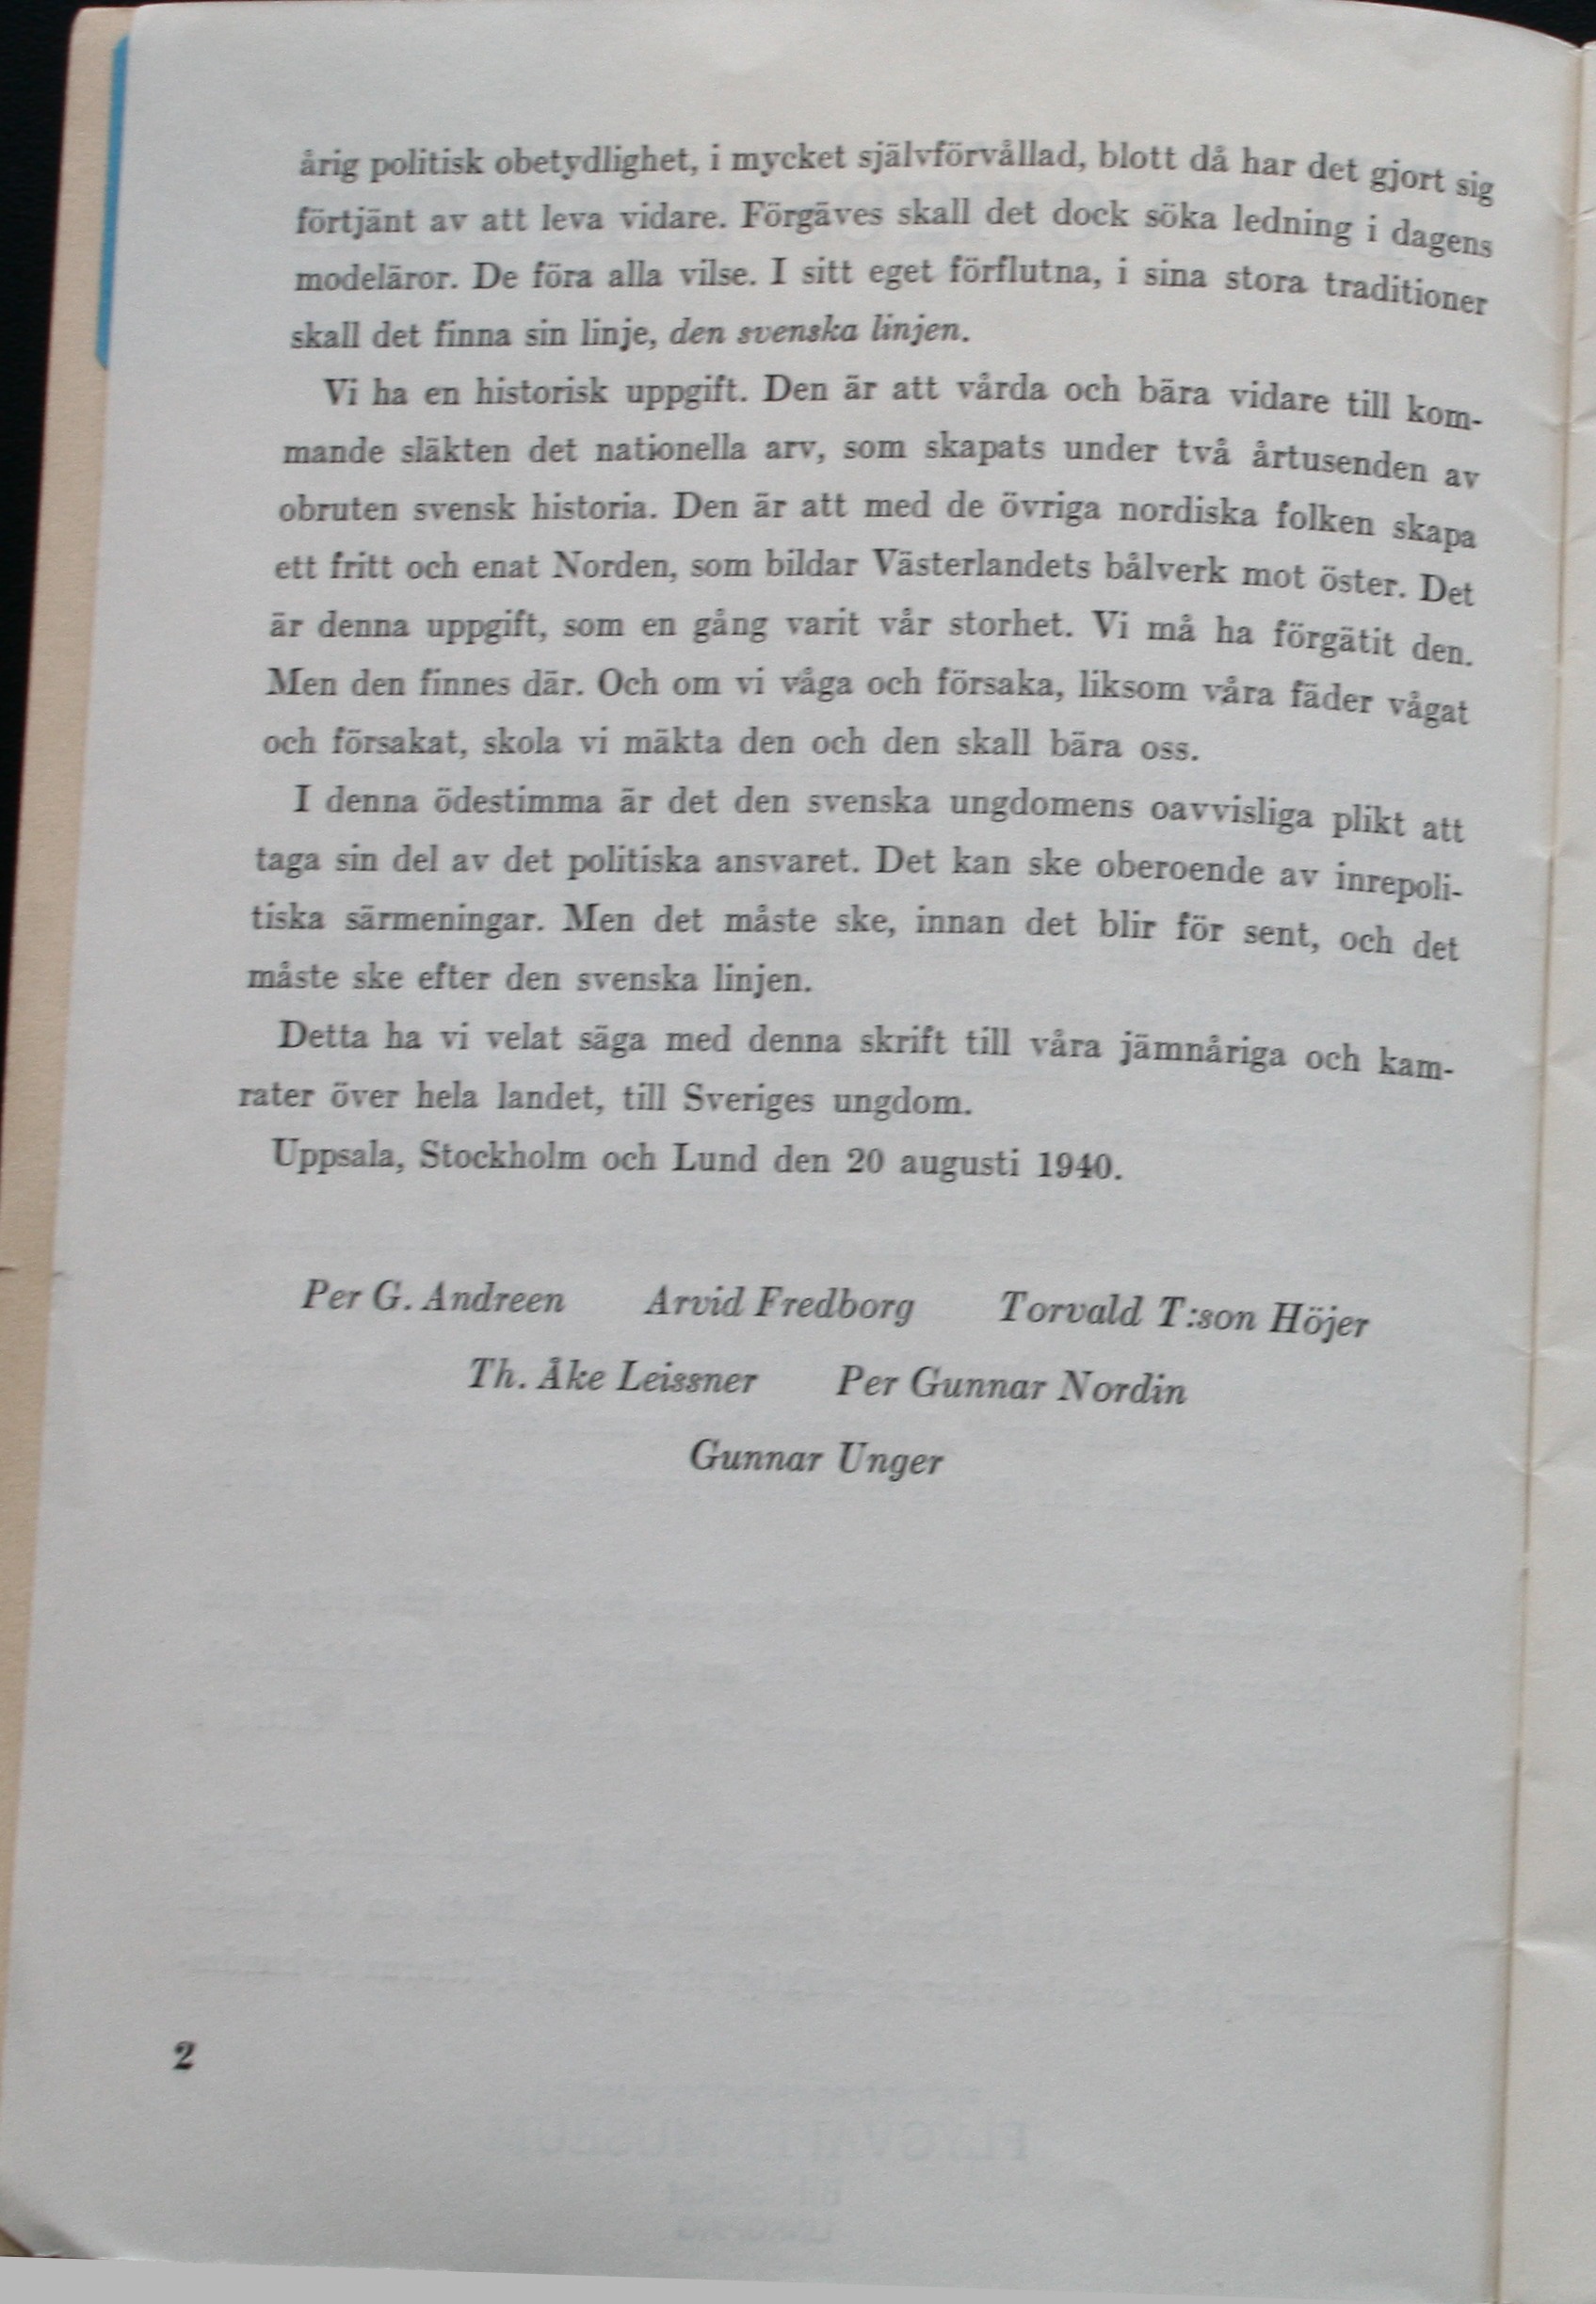 årig politisk obetydlighet, i mycket självförvållad, blott då har det gjort sig
förtjänt av att leva vidare. Förgäves skall det dock söka ledning i dagens
modeläror. De föra alla vilse. I sitt eget förflutna, i sina stora traditioner
skall det finna sin linje, den svenska linjen.
Vi ha en historisk uppgift. Den är att vårda och bära vidare till kom-
mande släkten det nationella arv, som skapats under två årtusenden av
obruten svensk historia. Den är att med de övriga nordiska folken skapa
ett fritt och enat Norden, som bildar Västerlandets bålverk mot öster. Det
är denna uppgift, som en gång varit vår storhet. Vi må ha förgätit den.
Men den finnes där. Och om vi våga och försaka, liksom våra fäder vågat
och försakat, skola vi mäkta den och den skall bära oss.
I denna ödestimma är det den svenska ungdomens oavvisliga plikt att
taga sin del av det politiska ansvaret. Det kan ske oberoende av inrepoli-
tiska särmeningar. Men det måste ske, innan det blir för sent, och det
måste ske efter den svenska linjen.
Detta ha vi velat säga med denna skrift till våra jämnåriga och kam-
rater över hela landet, till Sveriges ungdom.
Uppsala, Stockholm och Lund den 20 augusti 1940.
Per G. Andreen Arvid Fredborg Torvald T:son Höjer
Th. Åke Leissner Per Gunnar Nordin
Gunnar Unger
2